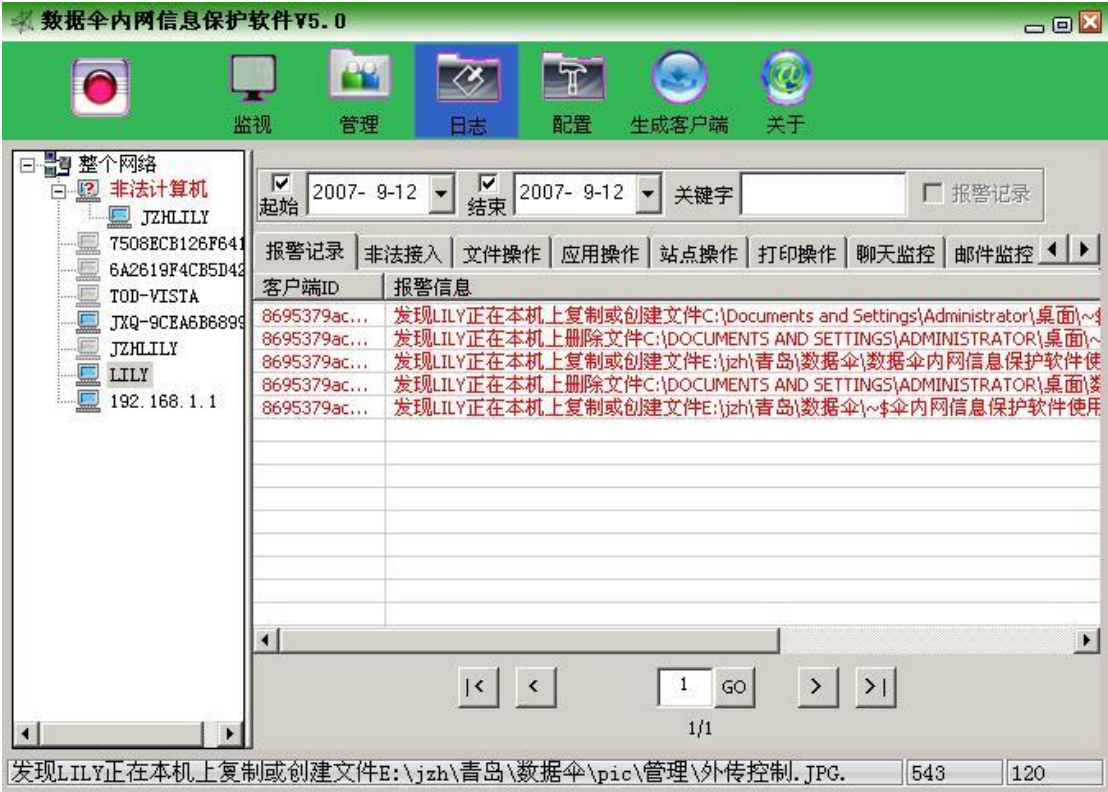 数据伞内网信息保护软件V5.0
监视 管理 日志 配置 生成客户端 关于
整个网络
非法计算机
JZHLILY
7508ECB126F641
6A2619F4CB5D42
TOD-VISTA
JXQ-9CEA6B6899
JZHLILY
LILY
192.168.1.1
起始 2007- 9-12 结束 2007- 9-12 关键字 报警记录
报警记录 非法接入 文件操作 应用操作 站点操作 打印操作 聊天监控 邮件监控
客户端ID 报警信息
8695379ac... 发现LILY正在本机上复制或创建文件C:\Documents and Settings\Administrator\桌面\~$
8695379ac... 发现LILY正在本机上删除文件C:\DOCUMENTS AND SETTINGS\ADMINISTRATOR\桌面\~
8695379ac... 发现LILY正在本机上复制或创建文件E:\jzh\青岛\数据伞\数据伞内网信息保护软件使
8695379ac... 发现LILY正在本机上删除文件C:\DOCUMENTS AND SETTINGS\ADMINISTRATOR\桌面\数
8695379ac... 发现LILY正在本机上复制或创建文件E:\jzh\青岛\数据伞\~$伞内网信息保护软件使用
|< < 1 GO > >|
1/1
发现LILY正在本机上复制或创建文件E:\jzh\青岛\数据伞\pic\管理\外传控制.JPG. 543 120